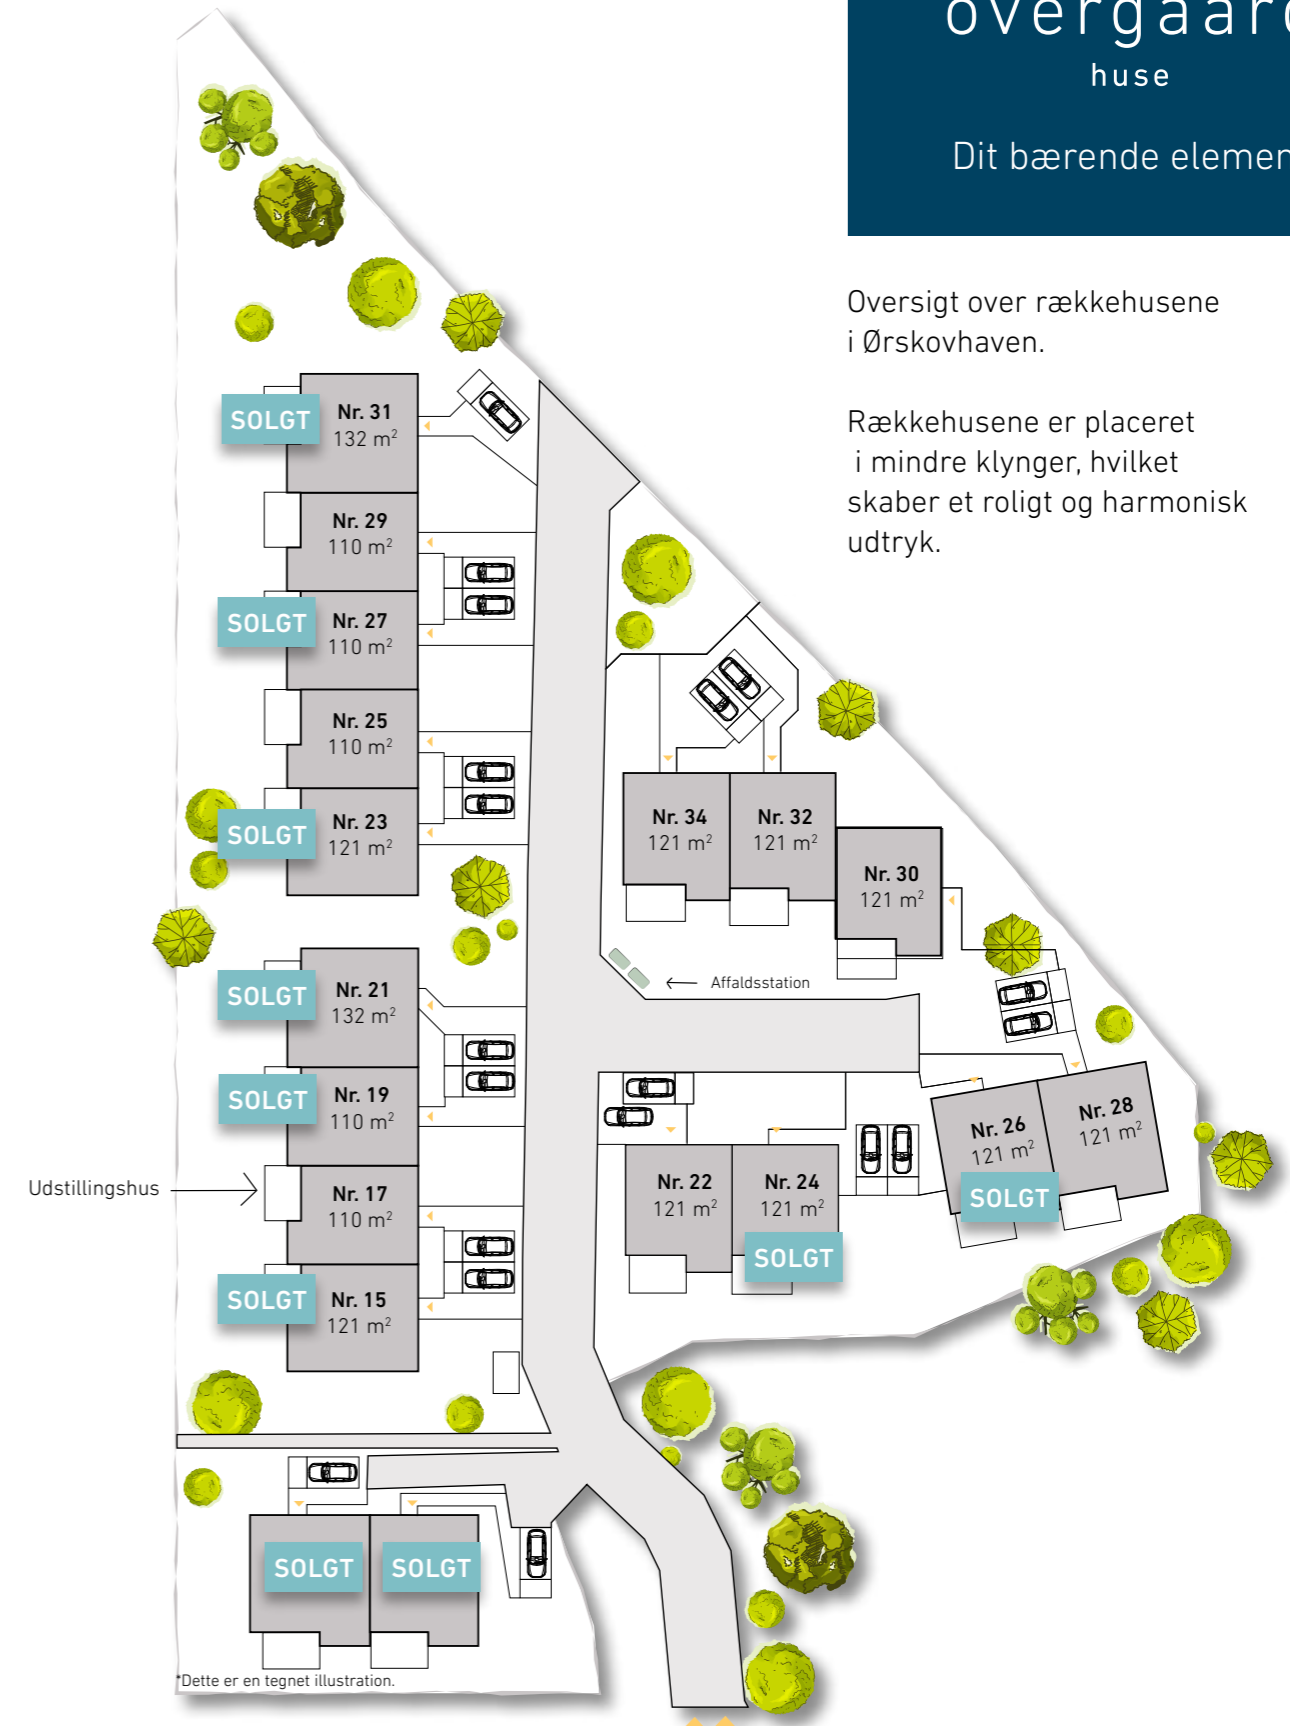 overgaard
huse
Dit bærende element
Oversigt over rækkehusene
i Ørskovhaven.
Rækkehusene er placeret
i mindre klynger, hvilket
skaber et roligt og harmonisk
udtryk.
SOLGT
Nr. 31
132 m²
Nr. 29
110 m²
SOLGT
Nr. 27
110 m²
Nr. 25
110 m²
SOLGT
Nr. 23
121 m²
Nr. 34
121 m²
Nr. 32
121 m²
Nr. 30
121 m²
Affaldsstation
SOLGT
Nr. 21
132 m²
SOLGT
Nr. 19
110 m²
Udstillingshus
Nr. 17
110 m²
SOLGT
Nr. 15
121 m²
Nr. 22
121 m²
Nr. 24
121 m²
SOLGT
Nr. 26
121 m²
SOLGT
Nr. 28
121 m²
SOLGT
SOLGT
*Dette er en tegnet illustration.